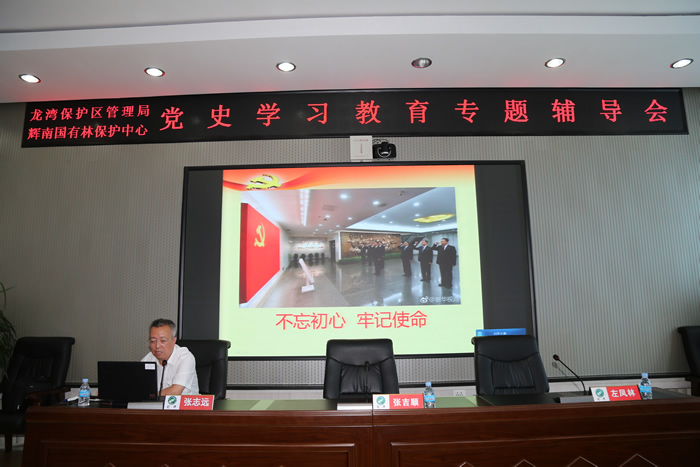 龙湾保护区管理局
辉南国有林保护中心
党史学习教育专题辅导会
不忘初心 牢记使命
张志远
张吉顺
左凤林